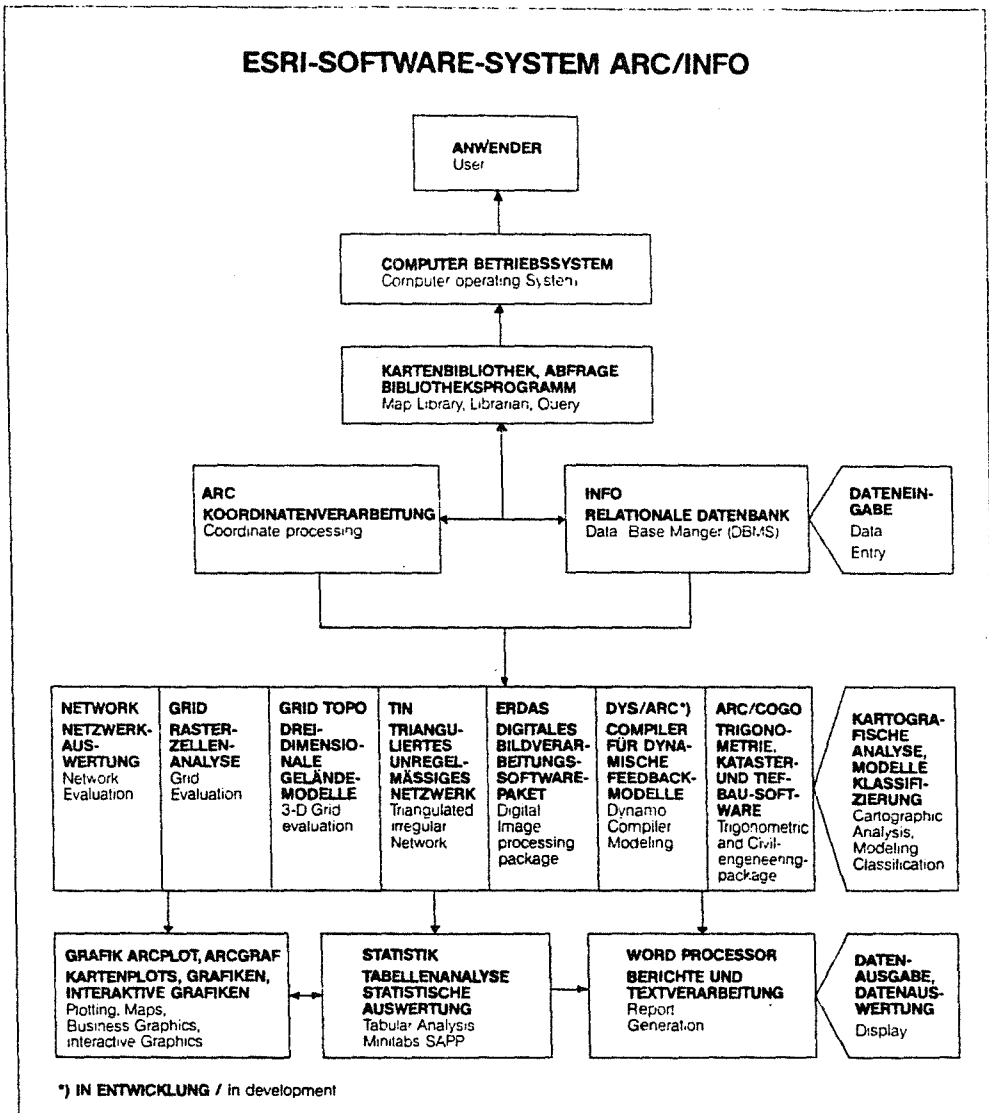 ESRI-SOFTWARE-SYSTEM ARC/INFO
ANWENDER
User
COMPUTER BETRIEBSSYSTEM
Computer operating System
KARTENBIBLIOTHEK, ABFRAGE
BIBLIOTHEKSPROGRAMM
Map Library, Librarian, Query
ARC
KOORDINATENVERARBEITUNG
Coordinate processing
INFO
RELATIONALE DATENBANK
Data Base Manger (DBMS)
DATENEIN-
GABE
Data
Entry
NETWORK
NETZWERK-
AUS-
WERTUNG
Network
Evaluation
GRID
RASTER-
ZELLEN-
ANALYSE
Grid
Evaluation
GRID TOPO
DREI-
DIMENSIO-
NALE
GELÄNDE-
MODELLE
3-D Grid
evaluation
TIN
TRIANGU-
LIERTES
UNREGEL-
MÄSSIGES
NETZWERK
Triangulated
irregular
Network
ERDAS
DIGITALES
BILDVERAR-
BEITUNGS-
SOFTWARE-
PAKET
Digital
Image
processing
package
DYS/ARC*)
COMPILER
FÜR DYNA-
MISCHE
FEEDBACK-
MODELLE
Dynamo
Compiler
Modeling
ARC/COGO
TRIGONO-
METRIE,
KATASTER-
UND TIEF-
BAU-SOFT-
WARE
Trigonometric
and Civil-
engeneering-
package
KARTOGRA-
FISCHE
ANALYSE,
MODELLE
KLASSIFI-
ZIERUNG
Cartographic
Analysis,
Modeling
Classification
GRAFIK ARCPLOT, ARCGRAF
KARTENPLOTS, GRAFIKEN,
INTERAKTIVE GRAFIKEN
Plotting, Maps,
Business Graphics,
Interactive Graphics
STATISTIK
TABELLENANALYSE
STATISTISCHE
AUSWERTUNG
Tabular Analysis
Minitabs SAPP
WORD PROCESSOR
BERICHTE UND
TEXTVERARBEITUNG
Report
Generation
DATEN-
AUSGABE,
DATENAUS-
WERTUNG
Display
*) IN ENTWICKLUNG / in development